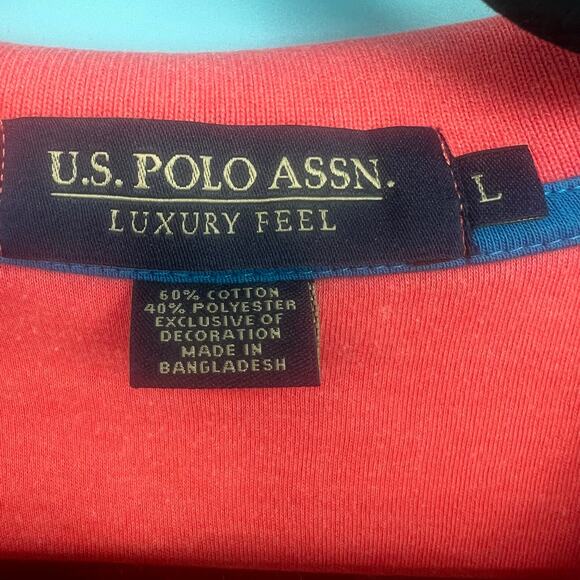 U.S. POLO ASSN.
LUXURY FEEL
L
60% COTTON
40% POLYESTER
EXCLUSIVE OF
DECORATION
MADE IN
BANGLADESH